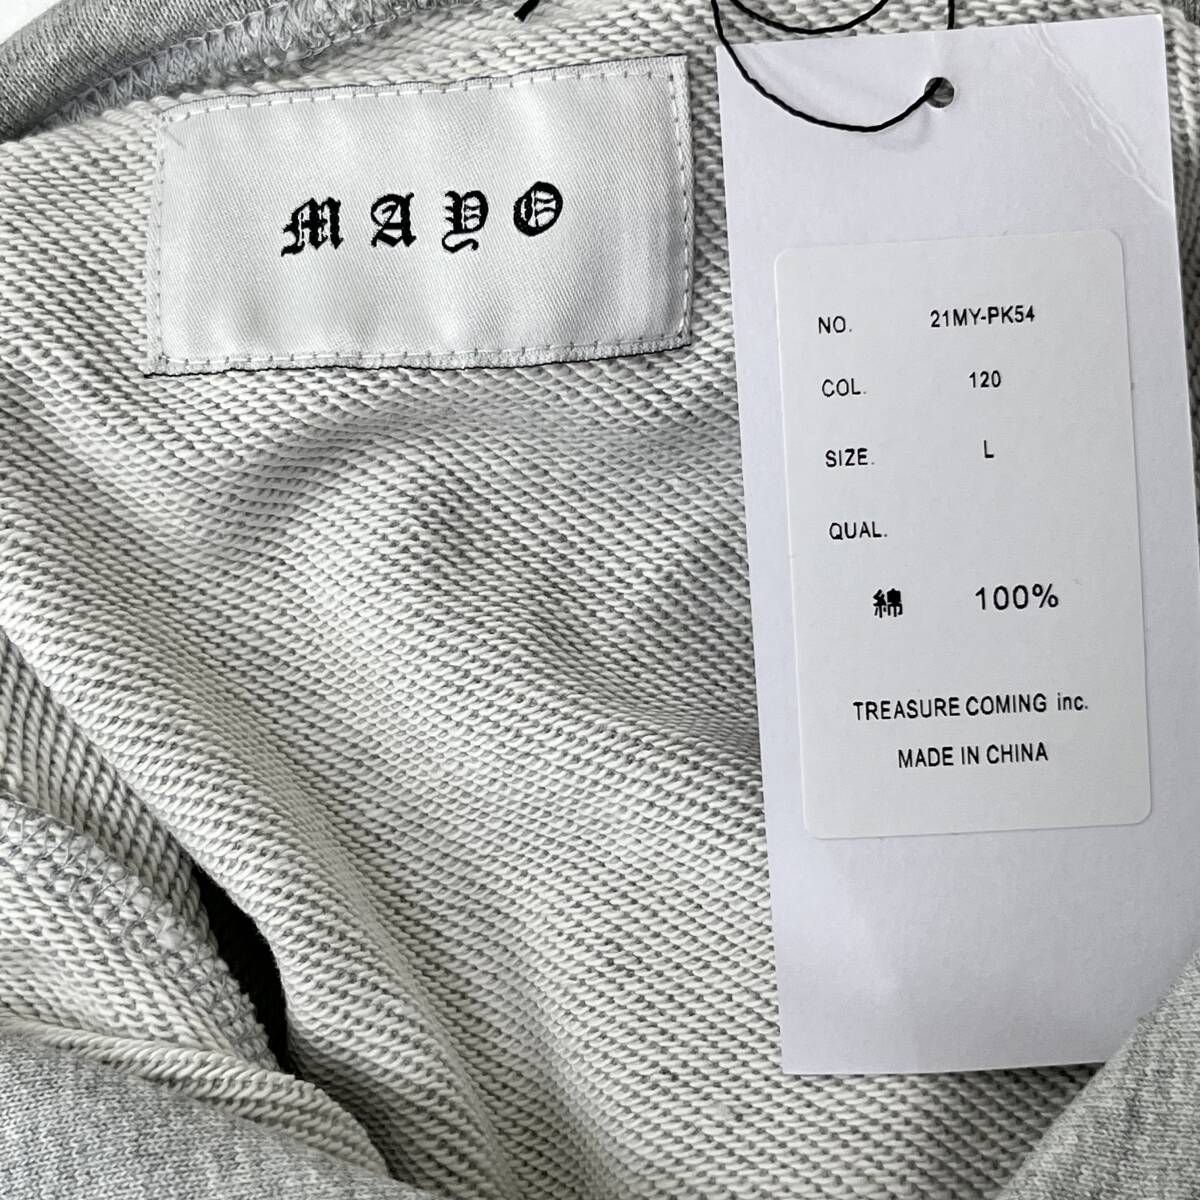 MAYO
NO. 21MY-PK54
COL. 120
SIZE. L
QUAL.
綿 100%
TREASURE COMING inc.
MADE IN CHINA